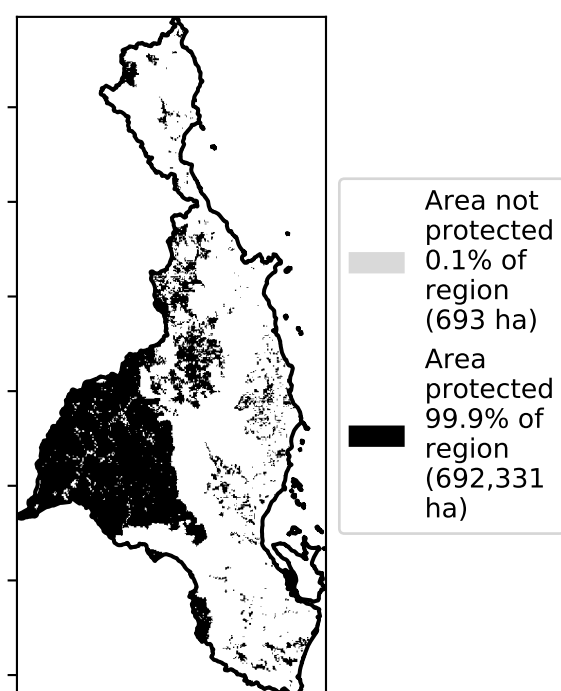 Area not
protected
0.1% of
region
(693 ha)
Area
protected
99.9% of
region
(692,331
ha)